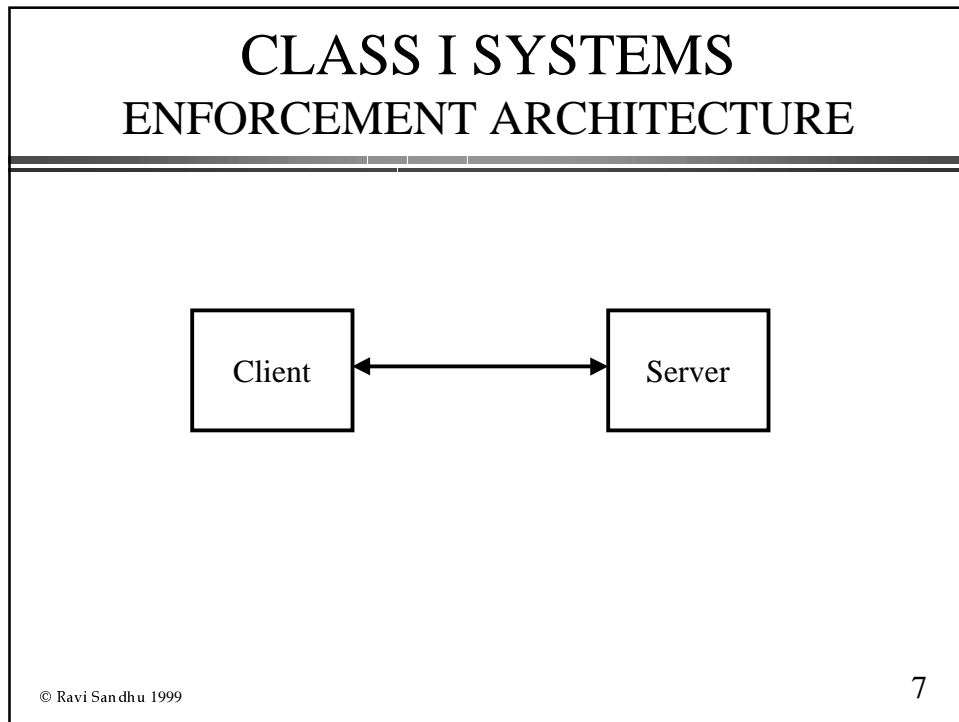 CLASS I SYSTEMS
ENFORCEMENT ARCHITECTURE
Client
Server
© Ravi Sandhu 1999
7